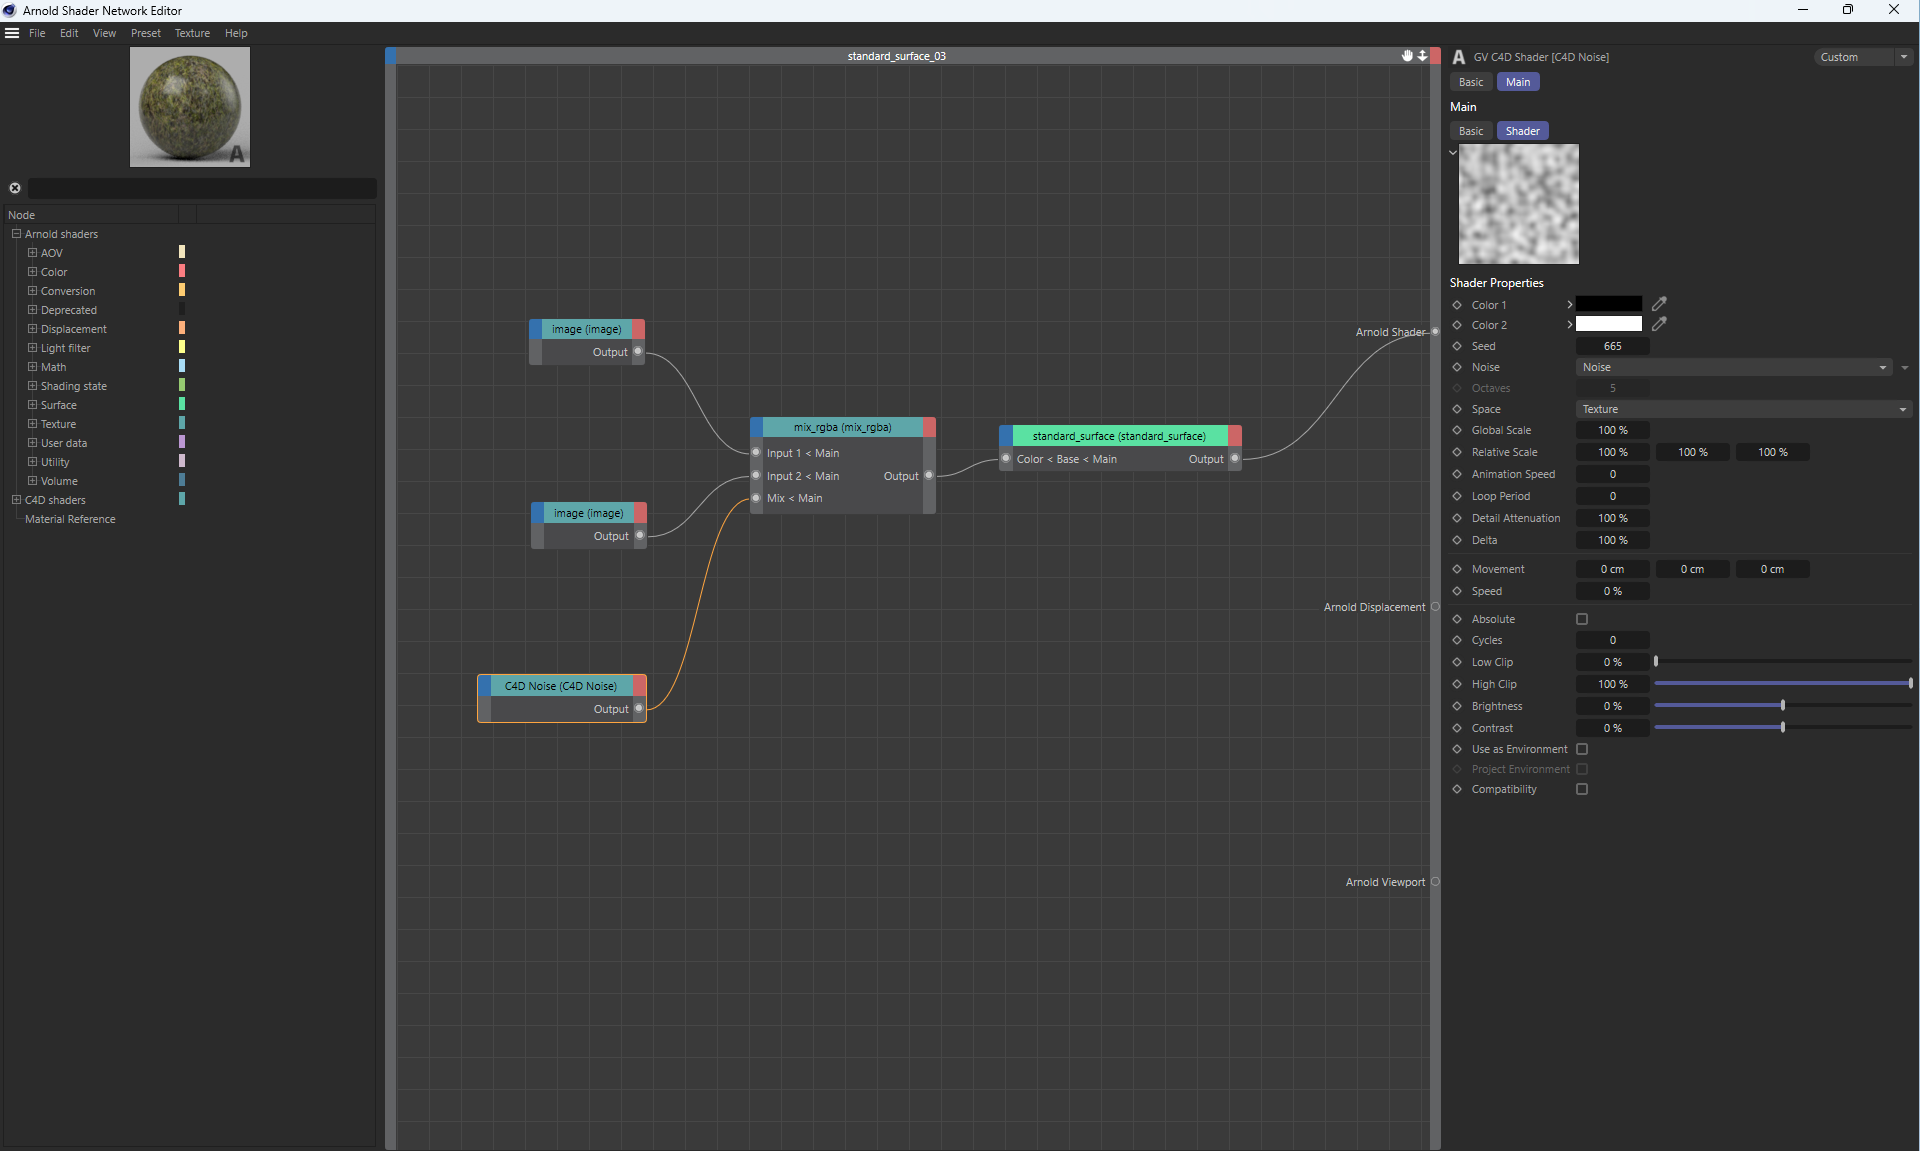 Arnold Shader Network Editor
File Edit View Preset Texture Help
A
Node
Arnold shaders
AOV
Color
Conversion
Deprecated
Displacement
Light filter
Math
Shading state
Surface
Texture
User data
Utility
Volume
C4D shaders
Material Reference
standard_surface_03
image (image)
Output
image (image)
Output
C4D Noise (C4D Noise)
Output
mix_rgba (mix_rgba)
Input 1 < Main
Input 2 < Main Output
Mix < Main
standard_surface (standard_surface)
Color < Base < Main Output
Arnold Shader
Arnold Displacement
Arnold Viewport
A GV C4D Shader [C4D Noise] Custom
Basic Main
Main
Basic Shader
Shader Properties
Color 1
Color 2
Seed 665
Noise Noise
Octaves 5
Space Texture
Global Scale 100 %
Relative Scale 100 % 100 % 100 %
Animation Speed 0
Loop Period 0
Detail Attenuation 100 %
Delta 100 %
Movement 0 cm 0 cm 0 cm
Speed 0 %
Absolute
Cycles 0
Low Clip 0 %
High Clip 100 %
Brightness 0 %
Contrast 0 %
Use as Environment
Project Environment
Compatibility